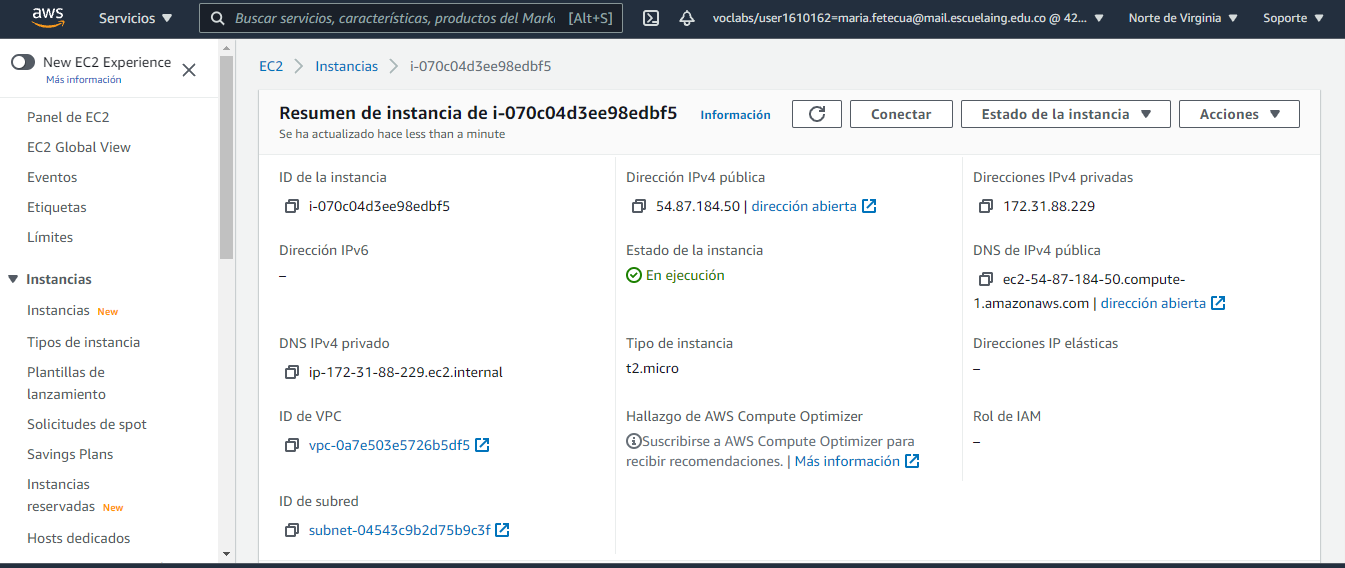 aws
Servicios
Buscar servicios, características, productos del Marke [Alt+S]
voclabs/user1610162=maria.fetecua@mail.escuelaing.edu.co @ 42...
Norte de Virginia
Soporte
New EC2 Experience
Más información
Panel de EC2
EC2 Global View
Eventos
Etiquetas
Límites
Instancias
Instancias New
Tipos de instancia
Plantillas de
lanzamiento
Solicitudes de spot
Savings Plans
Instancias
reservadas New
Hosts dedicados
EC2 > Instancias > i-070c04d3ee98edbf5
Resumen de instancia de i-070c04d3ee98edbf5 Información
Se ha actualizado hace less than a minute
Conectar
Estado de la instancia
Acciones
ID de la instancia
i-070c04d3ee98edbf5
Dirección IPv4 pública
54.87.184.50 | dirección abierta
Direcciones IPv4 privadas
172.31.88.229
Dirección IPv6
–
Estado de la instancia
En ejecución
DNS de IPv4 pública
ec2-54-87-184-50.compute-
1.amazonaws.com | dirección abierta
DNS IPv4 privado
ip-172-31-88-229.ec2.internal
Tipo de instancia
t2.micro
Direcciones IP elásticas
–
ID de VPC
vpc-0a7e503e5726b5df5
Hallazgo de AWS Compute Optimizer
Suscribirse a AWS Compute Optimizer para
recibir recomendaciones. | Más información
Rol de IAM
–
ID de subred
subnet-04543c9b2d75b9c3f